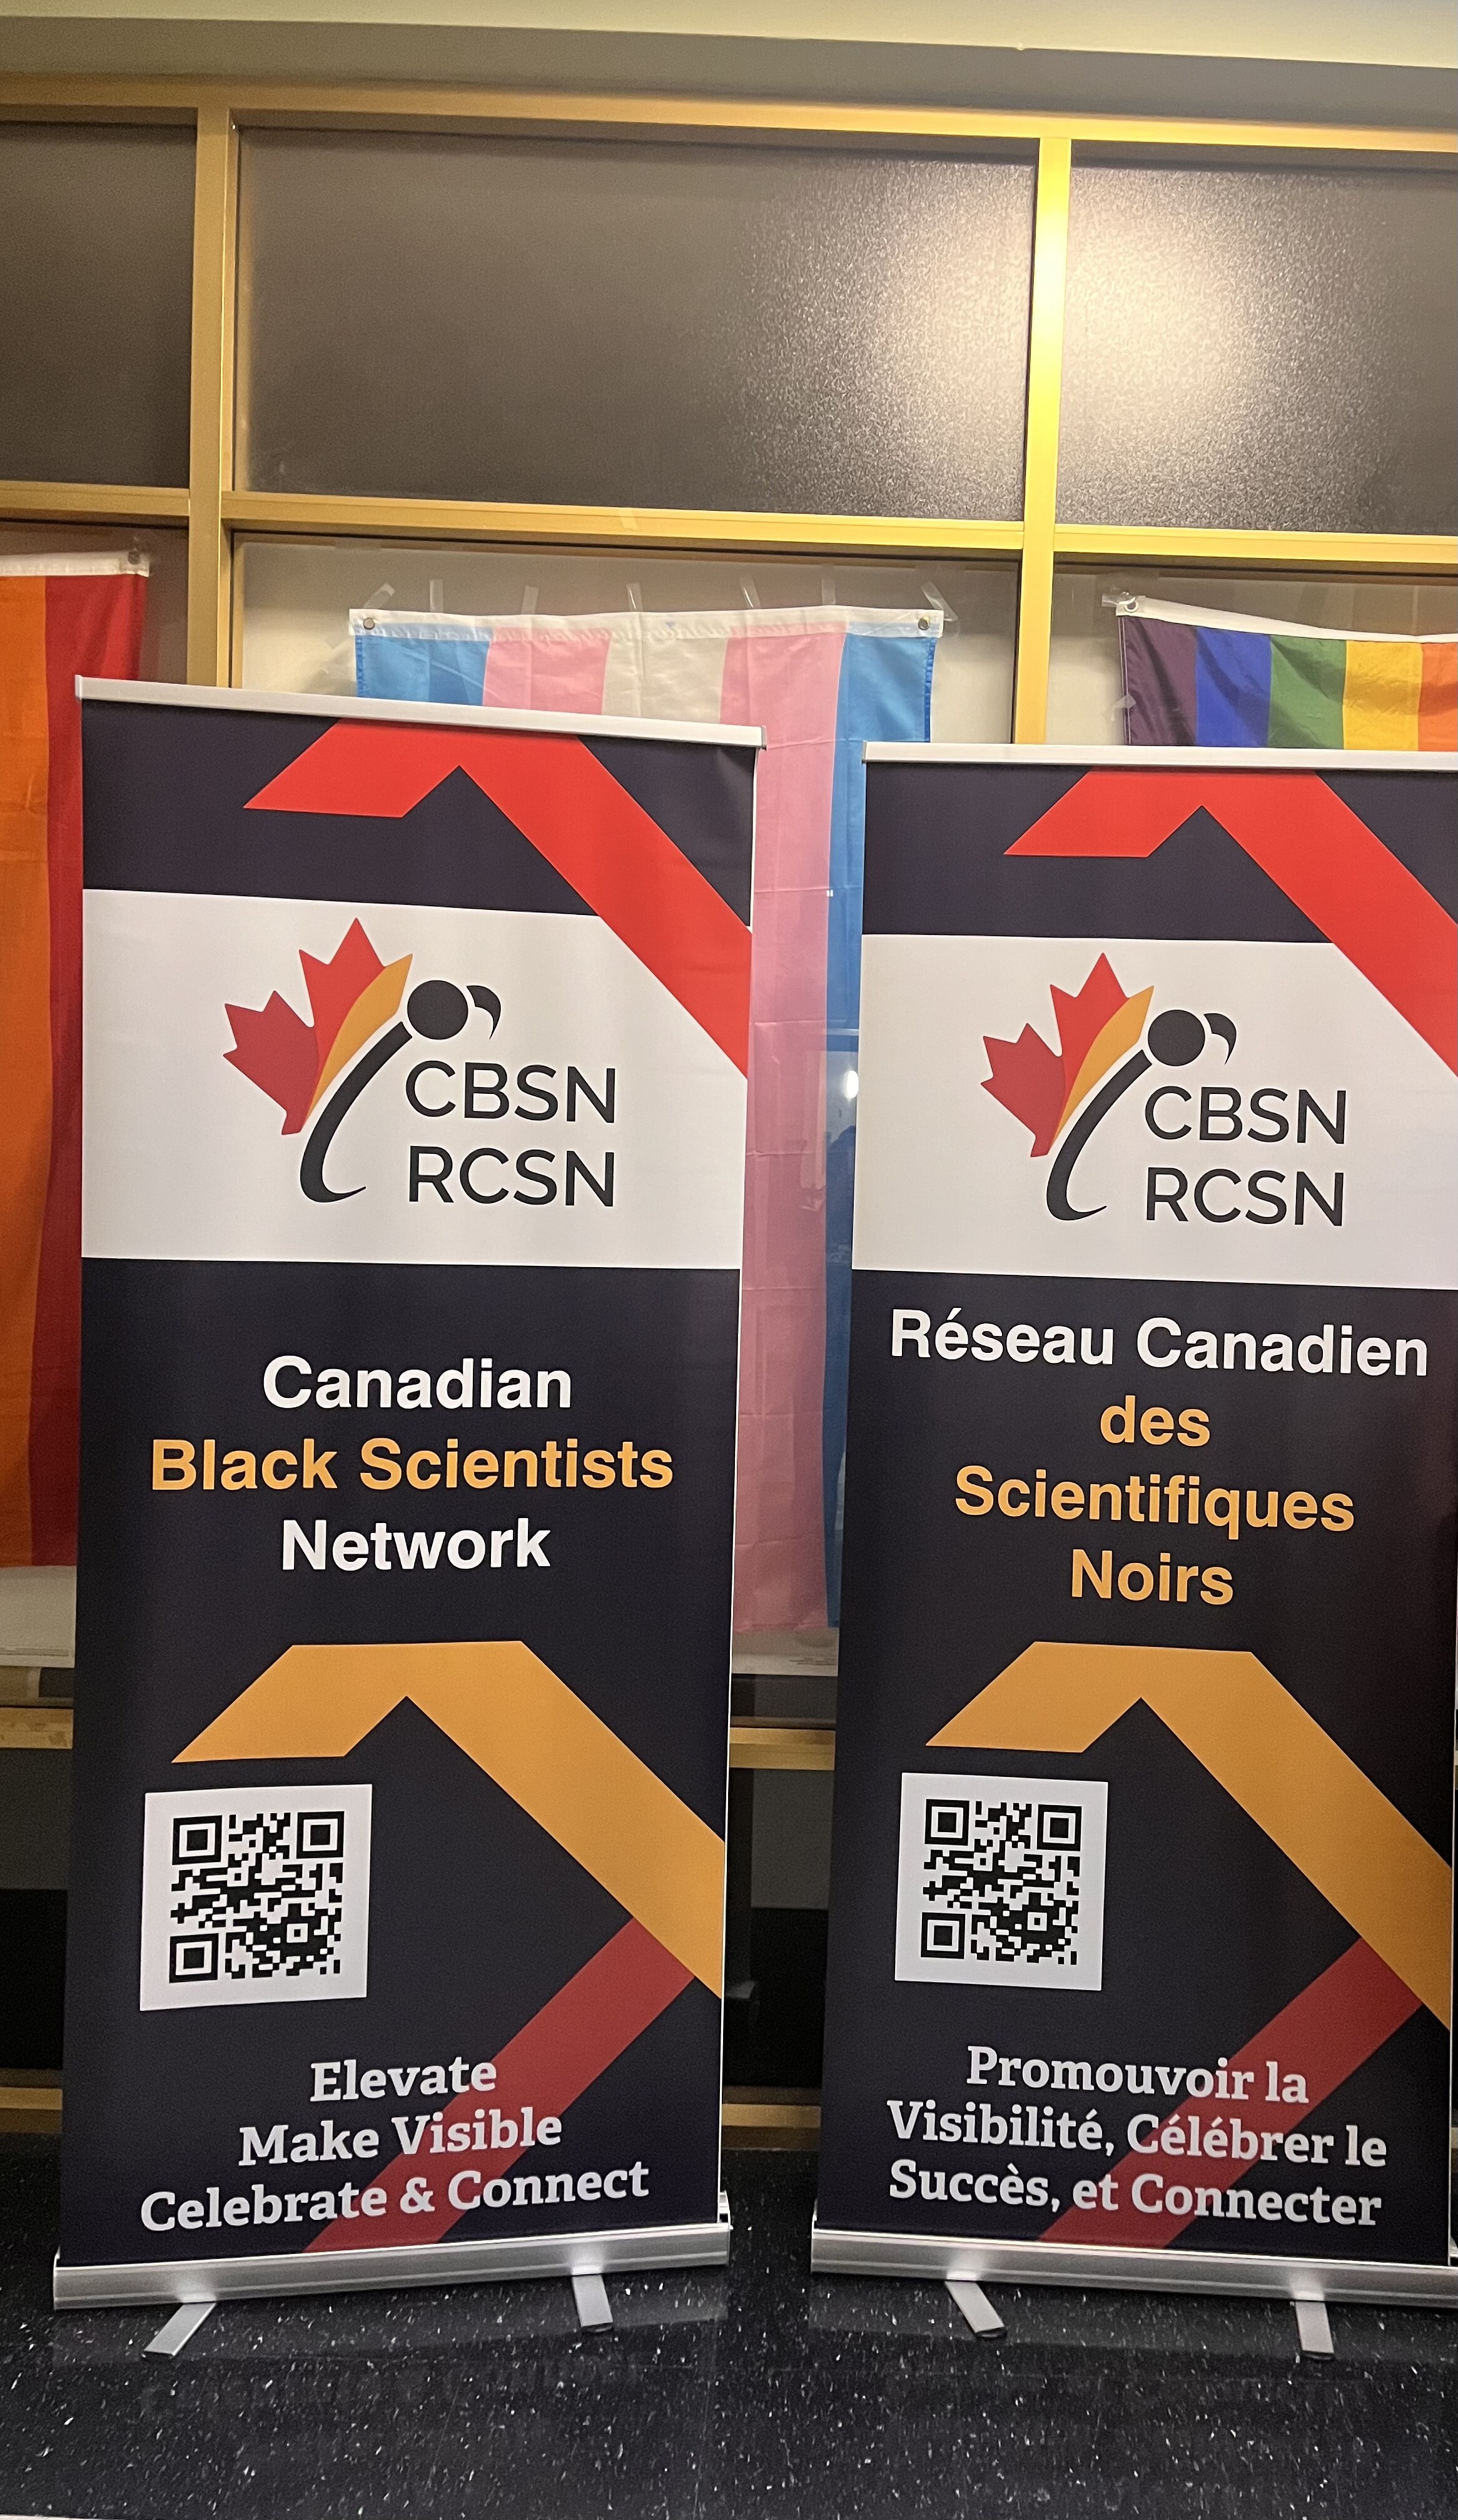 CBSN
RCSN
Canadian
Black Scientists
Network
Elevate
Make Visible
Celebrate & Connect
CBSN
RCSN
Réseau Canadien
des
Scientifiques
Noirs
Promouvoir la
Visibilité, Célébrer le
Succès, et Connecter